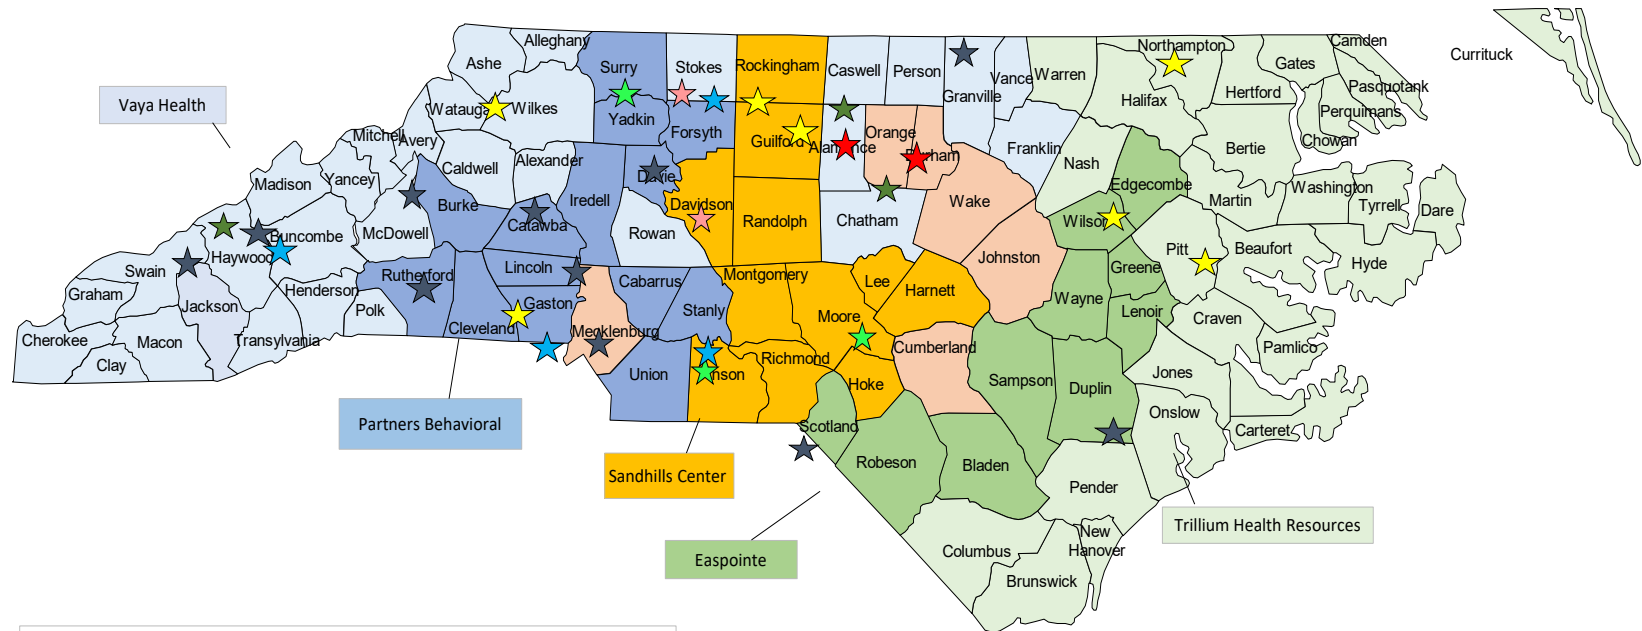 Alleghany
Ashe
Surry
Stokes
Rockingham
Caswell
Person
Granville
Vance
Warren
Northampton
Gates
Camden
Currituck
Pasquotank
Perquimans
Chowan
Hertford
Halifax
Bertie
Vaya Health
Watauga
Wilkes
Yadkin
Forsyth
Guilford
Alamance
Orange
Durham
Franklin
Nash
Edgecombe
Martin
Washington
Tyrrell
Dare
Mitchell
Avery
Caldwell
Alexander
Davie
Iredell
Madison
Yancey
Burke
Catawba
Rowan
Davidson
Randolph
Chatham
Wake
Wilson
Pitt
Beaufort
Hyde
McDowell
Buncombe
Haywood
Swain
Graham
Jackson
Henderson
Rutherford
Lincoln
Cabarrus
Montgomery
Lee
Harnett
Johnston
Wayne
Greene
Lenoir
Craven
Pamlico
Cherokee
Clay
Macon
Transylvania
Polk
Cleveland
Gaston
Mecklenburg
Stanly
Moore
Cumberland
Sampson
Duplin
Jones
Onslow
Carteret
Union
Anson
Richmond
Hoke
Scotland
Robeson
Bladen
Pender
Partners Behavioral
Sandhills Center
Easpointe
Trillium Health Resources
Columbus
New
Hanover
Brunswick